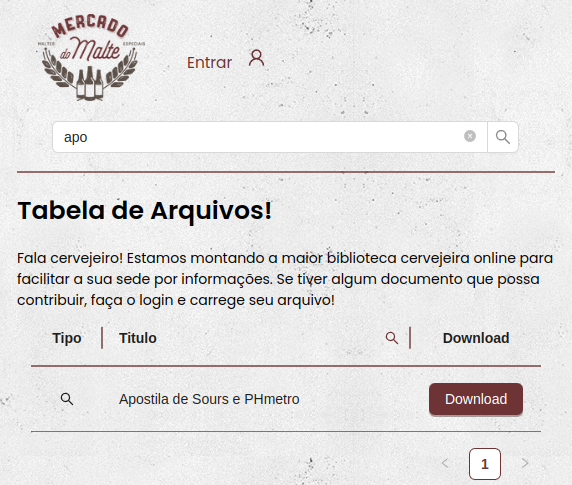 MERCADO
do Malte
MALTES ESPECIAIS
Entrar
apo
Tabela de Arquivos!
Fala cervejeiro! Estamos montando a maior biblioteca cervejeira online para
facilitar a sua sede por informações. Se tiver algum documento que possa
contribuir, faça o login e carrege seu arquivo!
Tipo Titulo Download
Apostila de Sours e PHmetro Download
1